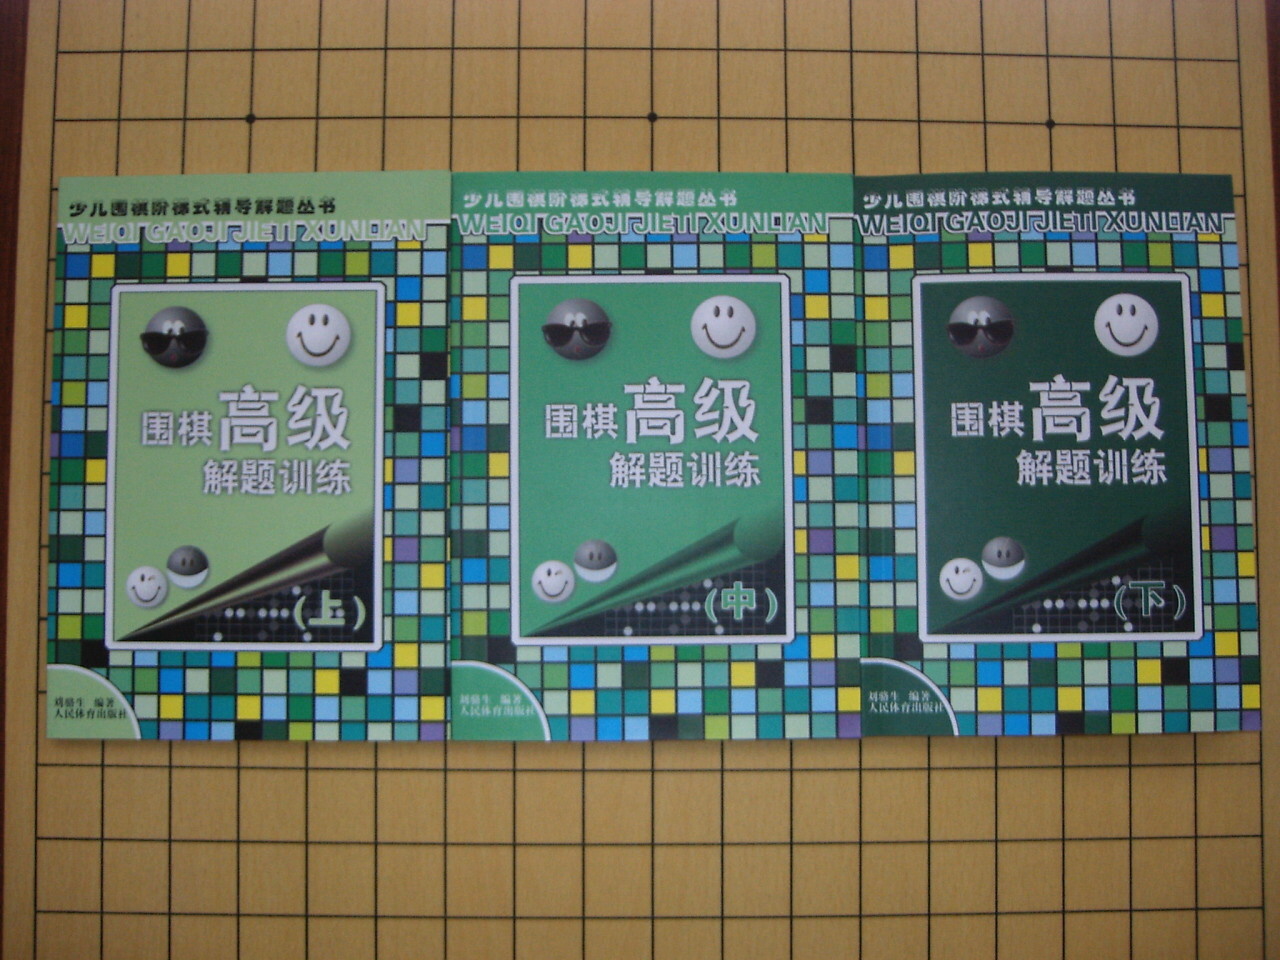 少儿围棋阶梯式辅导解题丛书
WEIQI GAOJI JIETI XUNLIAN
围棋高级
解题训练
(上)
刘骆生 编著
人民体育出版社
少儿围棋阶梯式辅导解题丛书
WEIQI GAOJI JIETI XUNLIAN
围棋高级
解题训练
(中)
刘骆生 编著
人民体育出版社
少儿围棋阶梯式辅导解题丛书
WEIQI GAOJI JIETI XUNLIAN
围棋高级
解题训练
(下)
刘骆生 编著
人民体育出版社